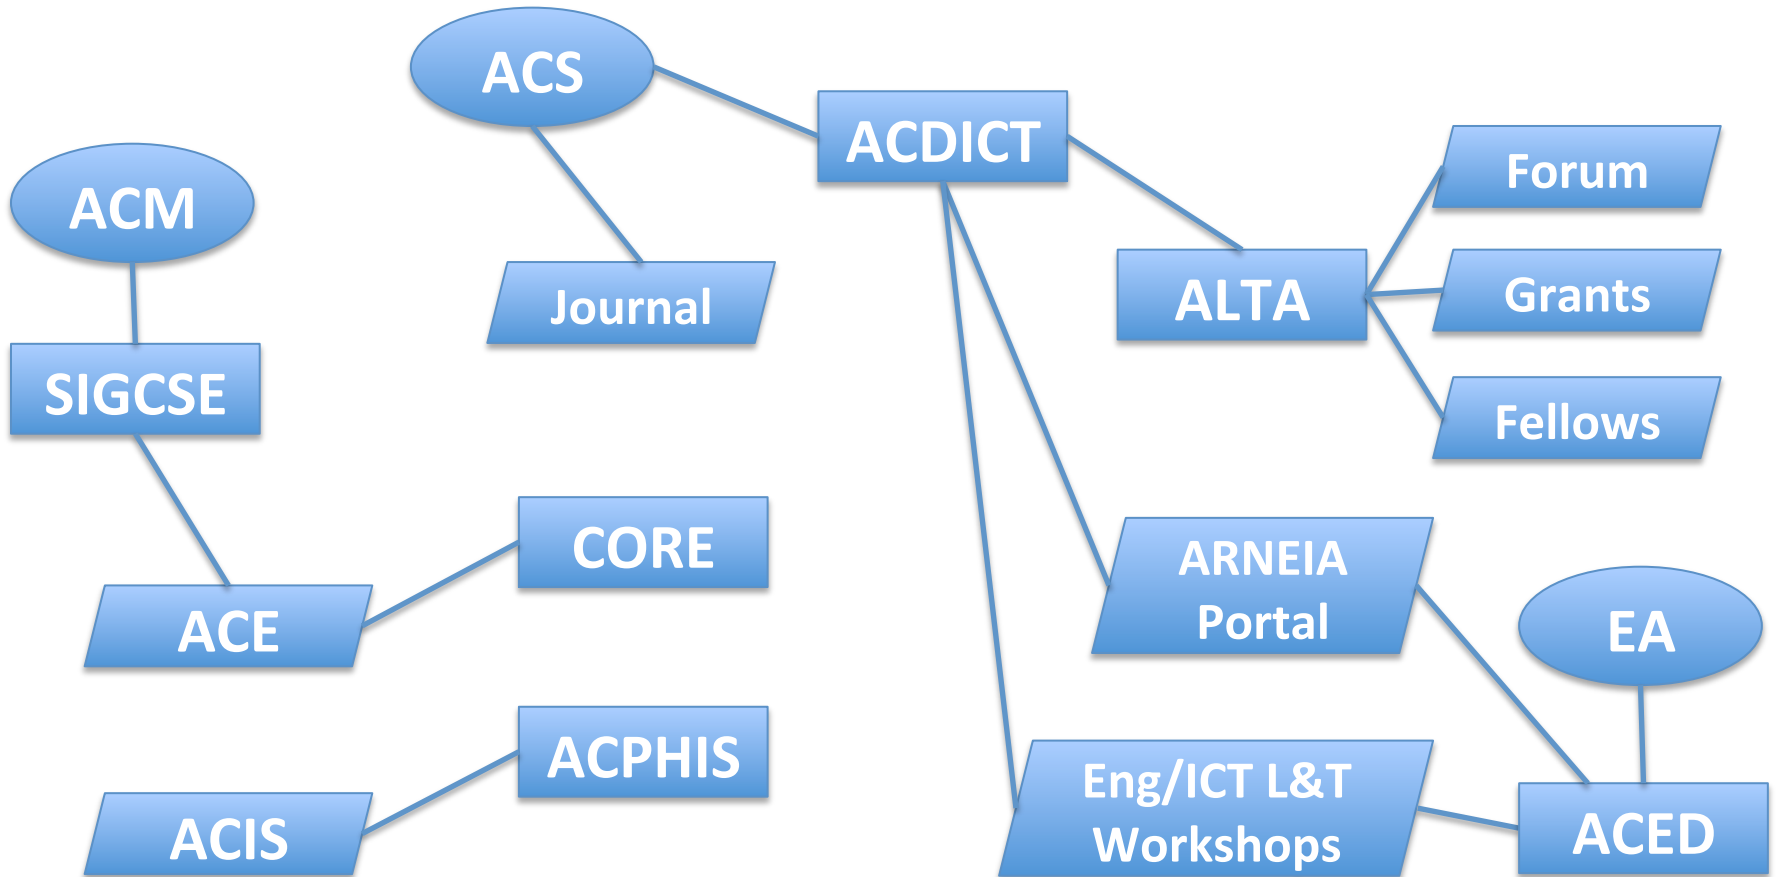 ACS
ACDICT
Forum
ACM
Journal
ALTA
Grants
SIGCSE
Fellows
CORE
ARNEIA
Portal
ACE
EA
ACPHIS
Eng/ICT L&T
Workshops
ACIS
ACED